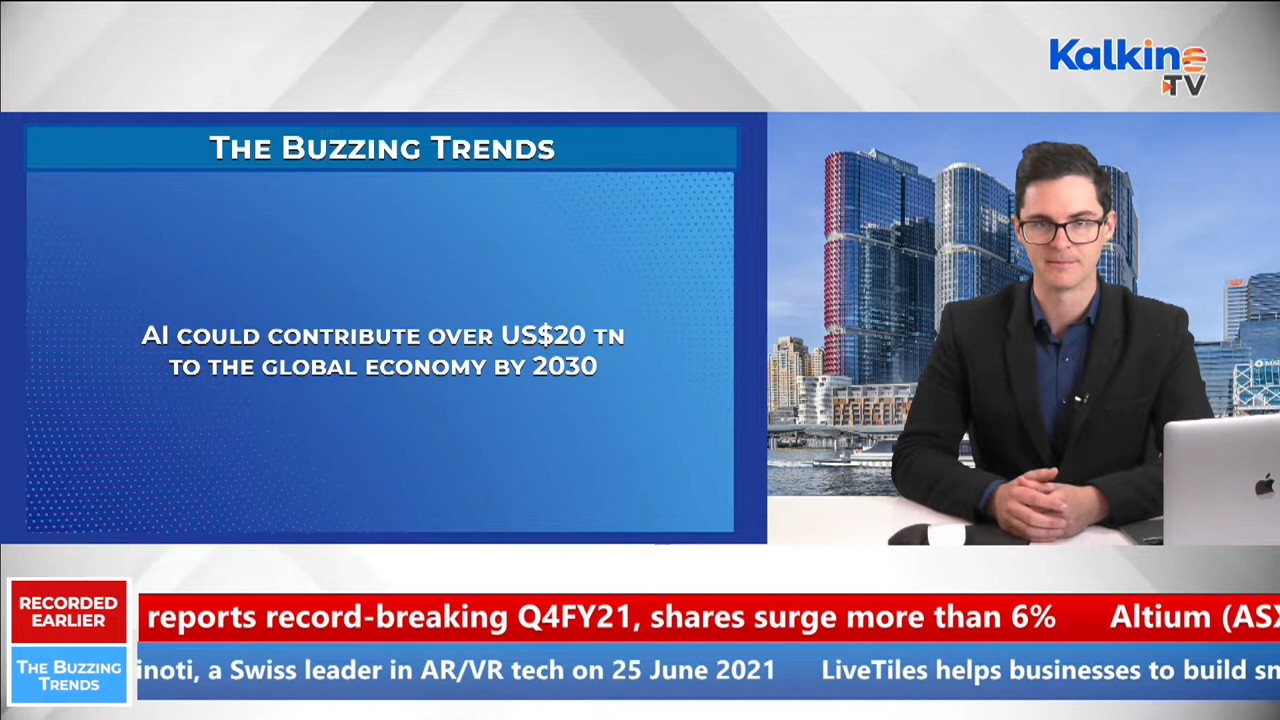 Kalkine
TV
THE BUZZING TRENDS
AI COULD CONTRIBUTE OVER US$20 TN
TO THE GLOBAL ECONOMY BY 2030
RECORDED
EARLIER
reports record-breaking Q4FY21, shares surge more than 6% Altium (ASX
THE BUZZING
TRENDS
inoti, a Swiss leader in AR/VR tech on 25 June 2021 LiveTiles helps businesses to build sm